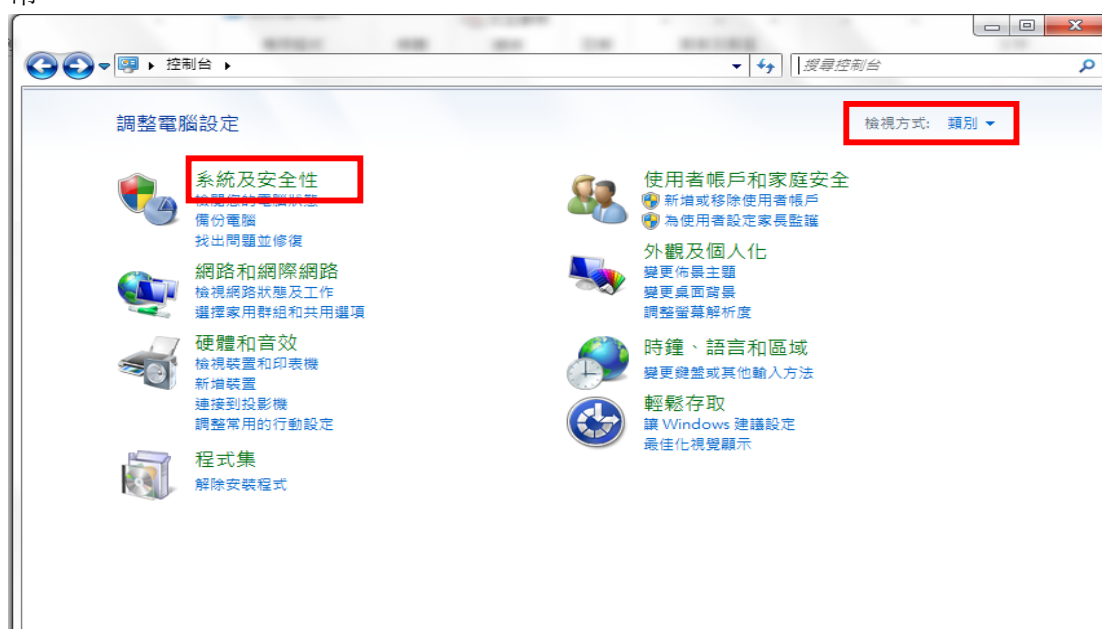 控制台
搜尋控制台
調整電腦設定
檢視方式: 類別
系統及安全性
檢閱您的電腦狀態
備份電腦
找出問題並修復
網路和網際網路
檢視網路狀態及工作
選擇家用群組和共用選項
硬體和音效
檢視裝置和印表機
新增裝置
連接到投影機
調整常用的行動設定
程式集
解除安裝程式
使用者帳戶和家庭安全
新增或移除使用者帳戶
為使用者設定家長監護
外觀及個人化
變更佈景主題
變更桌面背景
調整螢幕解析度
時鐘、語言和區域
變更鍵盤或其他輸入方法
輕鬆存取
讓 Windows 建議設定
最佳化視覺顯示